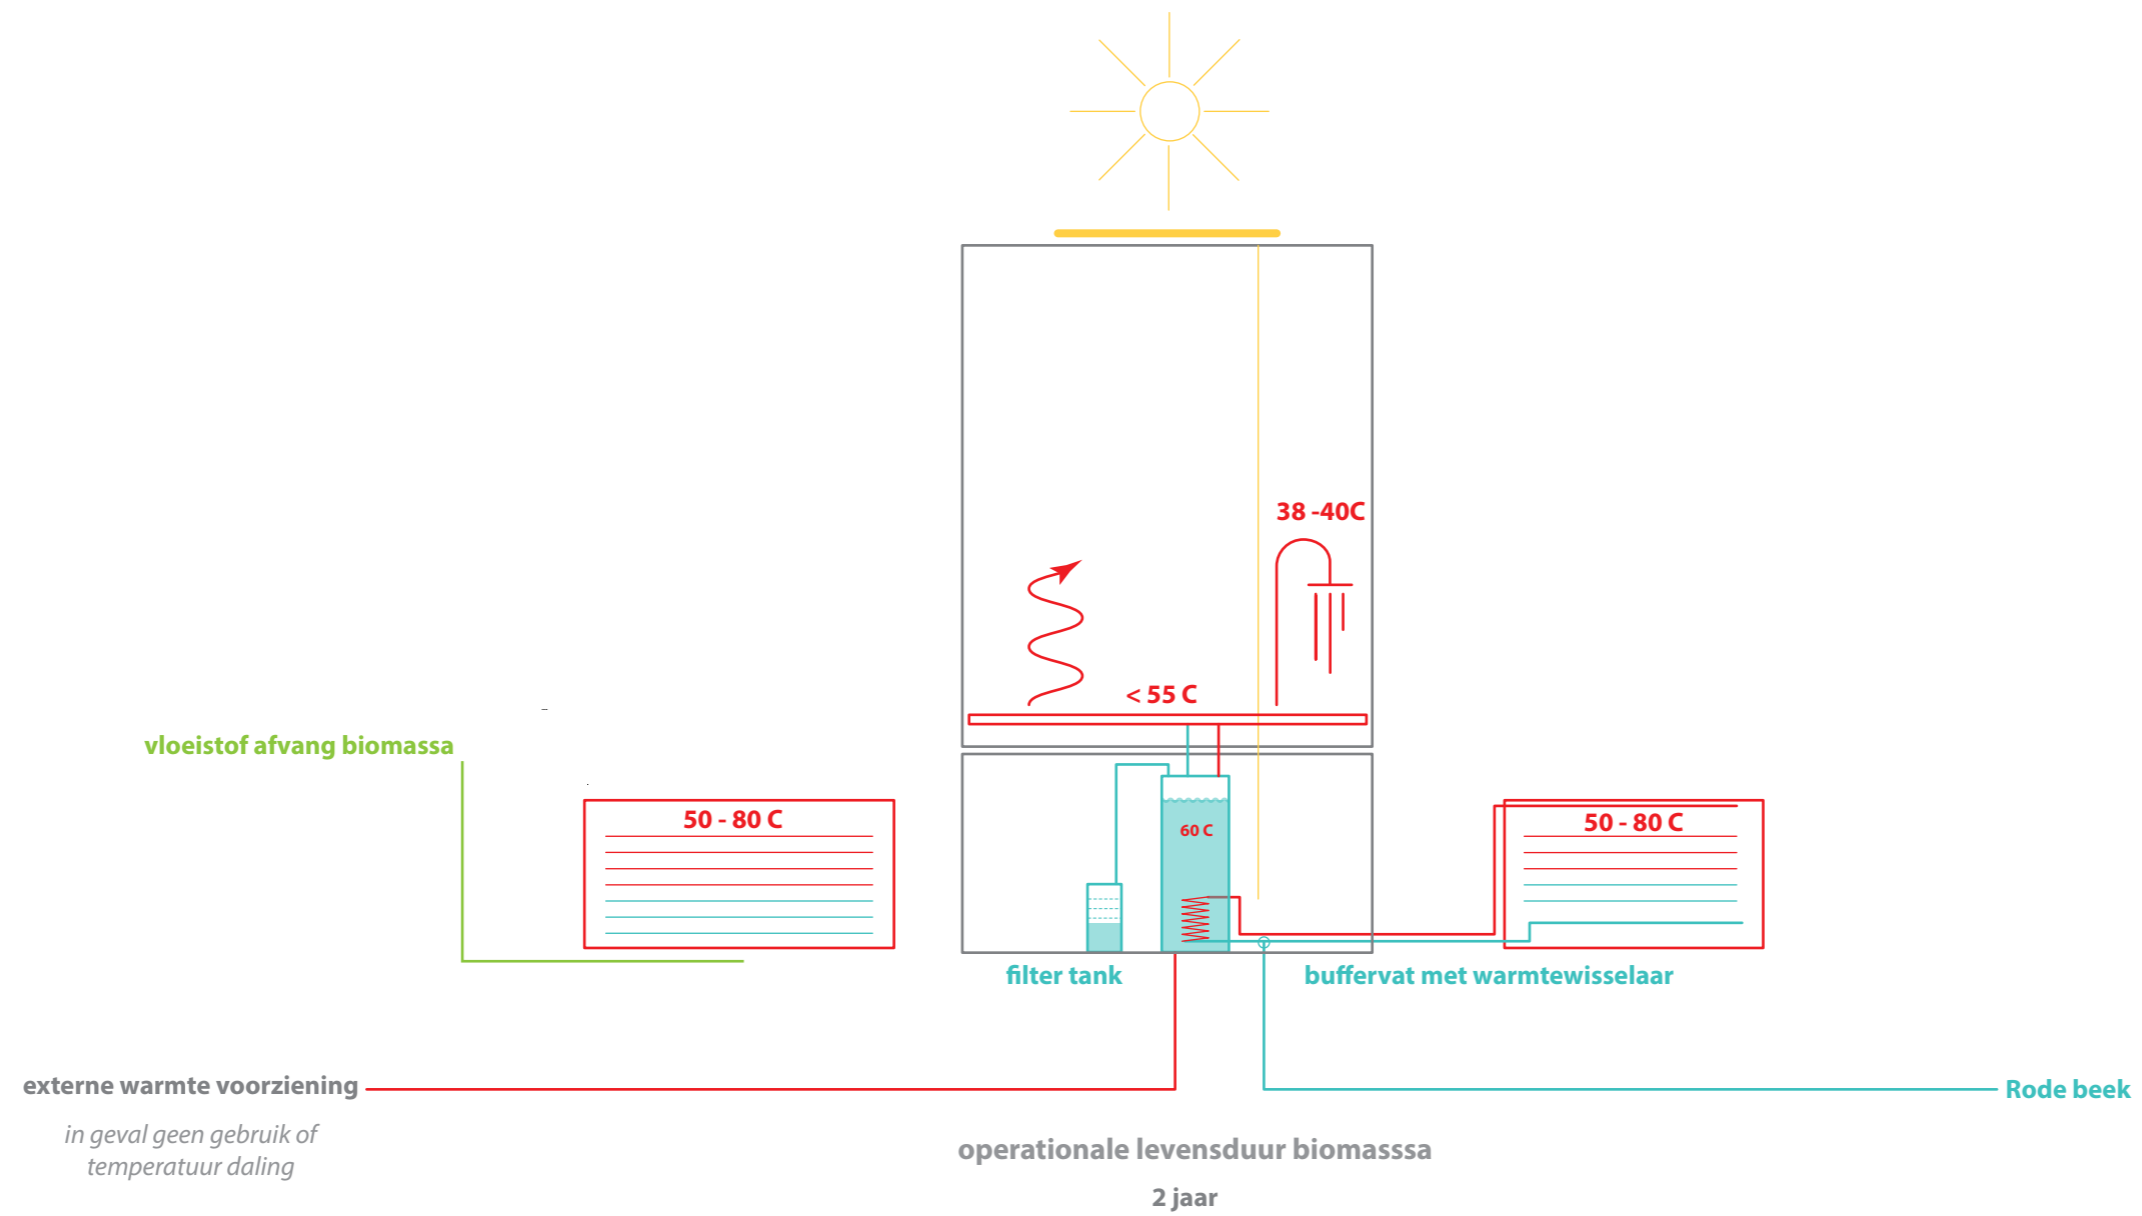 38 -40C
< 55 C
vloeistof afvang biomassa
50 - 80 C
60 C
50 - 80 C
filter tank
buffervat met warmtewisselaar
externe warmte voorziening
Rode beek
in geval geen gebruik of
temperatuur daling
operationale levensduur biomasssa
2 jaar